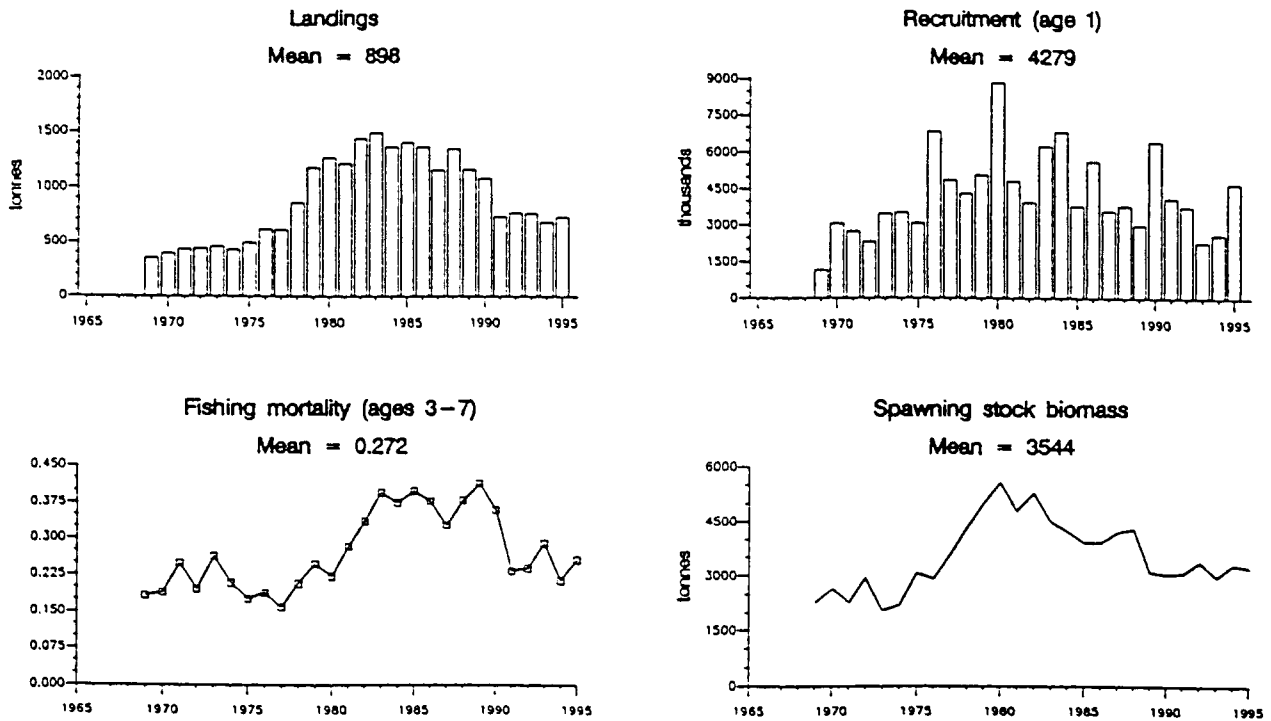 Landings
Mean = 898
2000
1500
1000
500
0
tonnes
1965 1970 1975 1980 1985 1990 1995
Recruitment (age 1)
Mean = 4279
9000
7500
6000
4500
3000
1500
0
thousands
1965 1970 1975 1980 1985 1990 1995
Fishing mortality (ages 3-7)
Mean = 0.272
0.450
0.375
0.300
0.225
0.150
0.075
0.000
1965 1970 1975 1980 1985 1990 1995
Spawning stock biomass
Mean = 3544
6000
4500
3000
1500
0
tonnes
1965 1970 1975 1980 1985 1990 1995